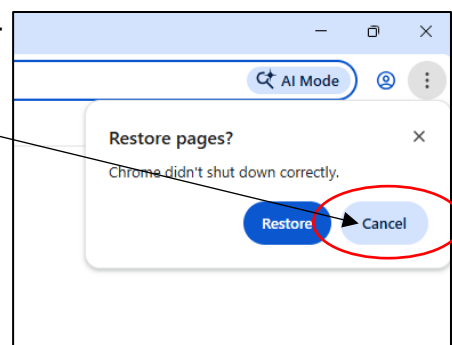 AI Mode
Restore pages?
Chrome didn't shut down correctly.
Restore
Cancel